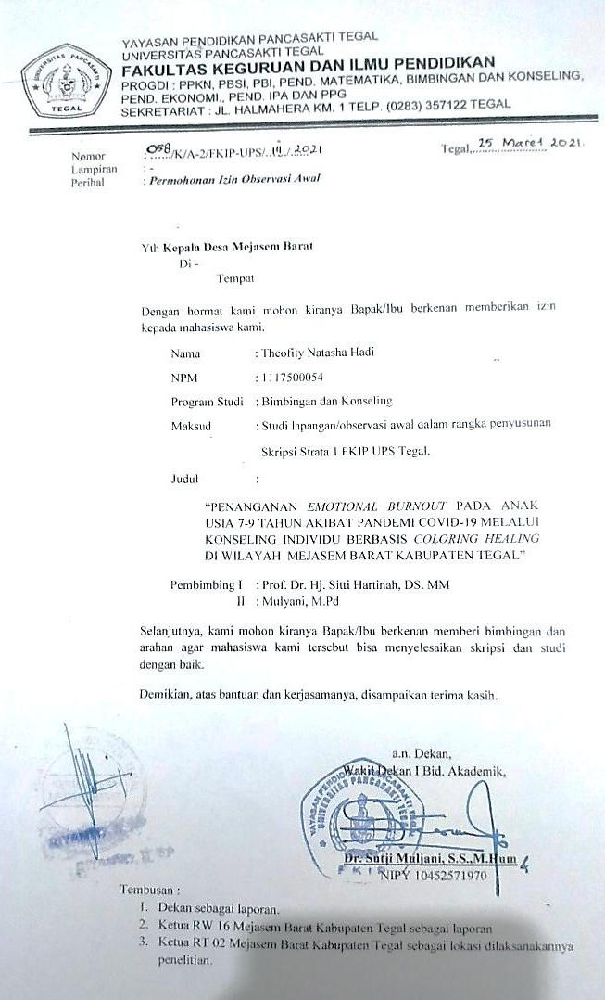 YAYASAN PENDIDIKAN PANCASAKTI TEGAL
UNIVERSITAS PANCASAKTI TEGAL
FAKULTAS KEGURUAN DAN ILMU PENDIDIKAN
PROGDI : PPKN, PBSI, PBI, PEND. MATEMATIKA, BIMBINGAN DAN KONSELING,
PEND. EKONOMI., PEND. IPA DAN PPG
SEKRETARIAT : JL. HALMAHERA KM. 1 TELP. (0283) 357122 TEGAL
UNIVERSITAS PANCASAKTI
TEGAL
Nomor : 058/K/A-2/FKIP-UPS/../2021
Tegal, 25 Maret 2021.
Lampiran : -
Perihal : Permohonan Izin Observasi Awal
Yth Kepala Desa Mejasem Barat
Di -
Tempat
Dengan hormat kami mohon kiranya Bapak/Ibu berkenan memberikan izin
kepada mahasiswa kami.
Nama : Theofily Natasha Hadi
NPM : 1117500054
Program Studi : Bimbingan dan Konseling
Maksud : Studi lapangan/observasi awal dalam rangka penyusunan
Skripsi Strata 1 FKIP UPS Tegal.
Judul :
“PENANGANAN EMOTIONAL BURNOUT PADA ANAK
USIA 7-9 TAHUN AKIBAT PANDEMI COVID-19 MELALUI
KONSELING INDIVIDU BERBASIS COLORING HEALING
DI WILAYAH MEJASEM BARAT KABUPATEN TEGAL”
Pembimbing I : Prof. Dr. Hj. Sitti Hartinah, DS. MM
II : Mulyani, M.Pd
Selanjutnya, kami mohon kiranya Bapak/Ibu berkenan memberi bimbingan dan
arahan agar mahasiswa kami tersebut bisa menyelesaikan skripsi dan studi
dengan baik.
Demikian, atas bantuan dan kerjasamanya, disampaikan terima kasih.
a.n. Dekan,
Wakil Dekan I Bid. Akademik,
YAYASAN PENDIDIKAN PANCASAKTI TEGAL
UNIVERSITAS PANCASAKTI TEGAL
FKIP
Dr. Sutji Muljani, S.S.,M.Hum
NIPY 10452571970
Tembusan :
1. Dekan sebagai laporan.
2. Ketua RW 16 Mejasem Barat Kabupaten Tegal sebagai laporan
3. Ketua RT 02 Mejasem Barat Kabupaten Tegal sebagai lokasi dilaksanakannya
penelitian.